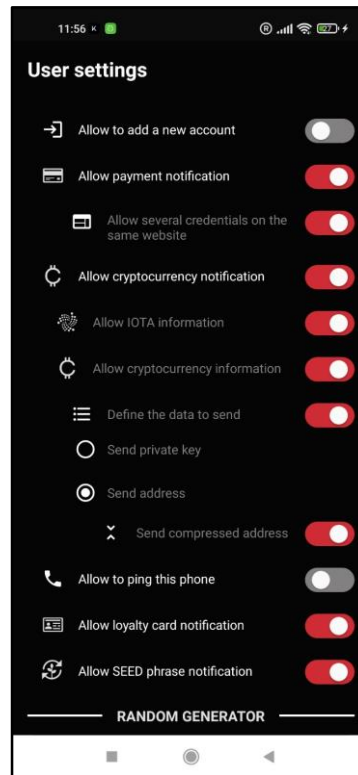 11:56
User settings
Allow to add a new account
Allow payment notification
Allow several credentials on the
same website
Allow cryptocurrency notification
Allow IOTA information
Allow cryptocurrency information
Define the data to send
Send private key
Send address
Send compressed address
Allow to ping this phone
Allow loyalty card notification
Allow SEED phrase notification
RANDOM GENERATOR